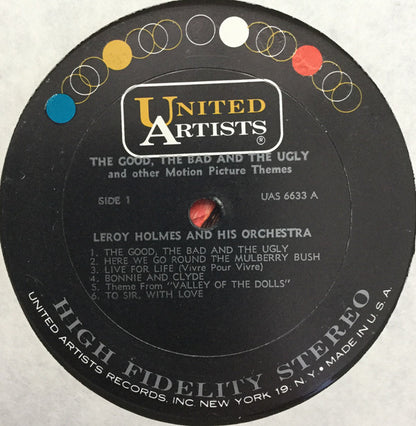 UNITED
ARTISTS
®
THE GOOD, THE BAD AND THE UGLY
and other Motion Picture Themes
SIDE 1
UAS 6633 A
LEROY HOLMES AND HIS ORCHESTRA
1. THE GOOD, THE BAD AND THE UGLY
2. HERE WE GO ROUND THE MULBERRY BUSH
3. LIVE FOR LIFE (Vivre Pour Vivre)
4. BONNIE AND CLYDE
5. Theme From "VALLEY OF THE DOLLS"
6. TO SIR, WITH LOVE
HIGH FIDELITY STEREO
UNITED ARTISTS RECORDS, INC. NEW YORK 19, N.Y. • MADE IN U.S.A.